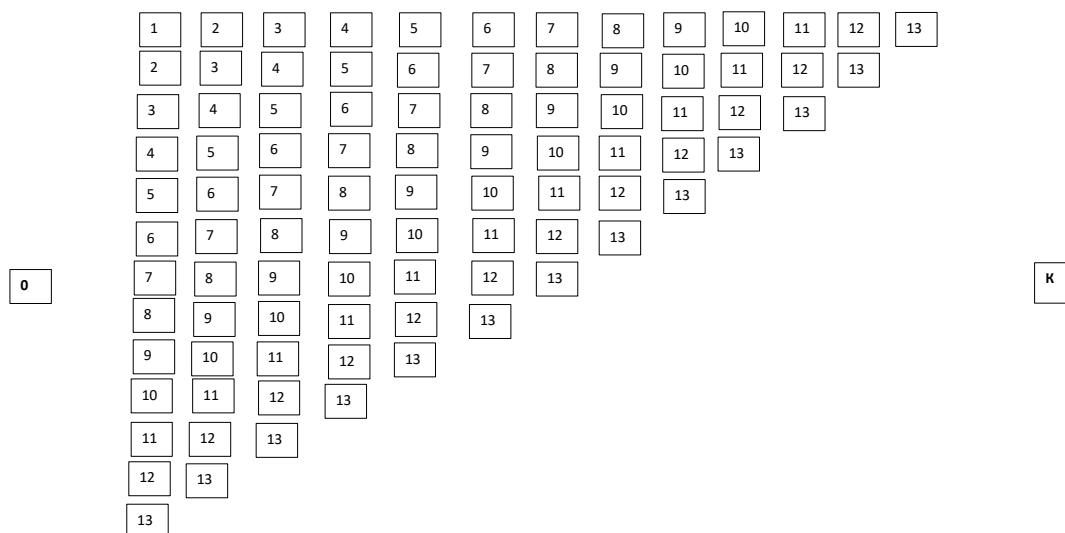 1 2 3 4 5 6 7 8 9 10 11 12 13
2 3 4 5 6 7 8 9 10 11 12 13
3 4 5 6 7 8 9 10 11 12 13
4 5 6 7 8 9 10 11 12 13
5 6 7 8 9 10 11 12 13
6 7 8 9 10 11 12 13
0 7 8 9 10 11 12 13 K
8 9 10 11 12 13
9 10 11 12 13
10 11 12 13
11 12 13
12 13
13